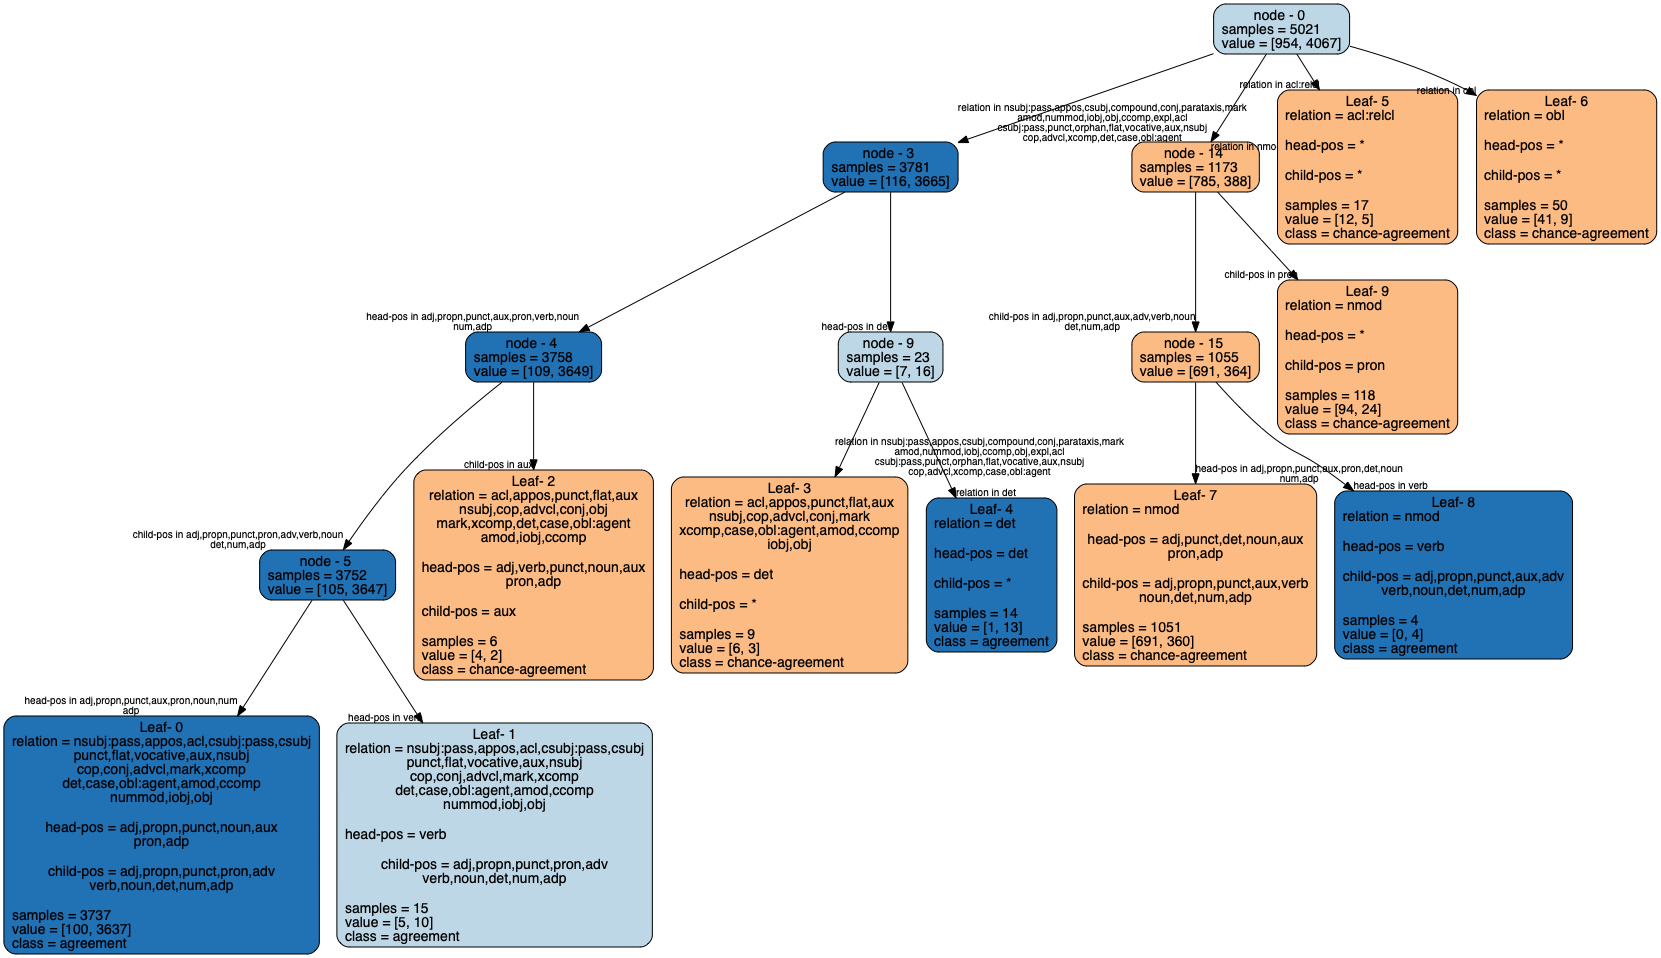 node - 0
samples = 5021
value = [954, 4067]
relation in nsubj:pass,appos,csubj,compound,conj,parataxis,mark
amod,nummod,iobj,obj,ccomp,expl,acl
csubj:pass,punct,orphan,flat,vocative,aux,nsubj
cop,advcl,xcomp,det,case,obl:agent
relation in nmod
relation in acl:relcl
relation in obl
node - 3
samples = 3781
value = [116, 3665]
node - 14
samples = 1173
value = [785, 388]
Leaf- 5
relation = acl:relcl
head-pos = *
child-pos = *
samples = 17
value = [12, 5]
class = chance-agreement
Leaf- 6
relation = obl
head-pos = *
child-pos = *
samples = 50
value = [41, 9]
class = chance-agreement
head-pos in adj,propn,punct,aux,pron,verb,noun
num,adp
head-pos in det
child-pos in adj,propn,punct,aux,adv,verb,noun
det,num,adp
child-pos in pron
node - 4
samples = 3758
value = [109, 3649]
node - 9
samples = 23
value = [7, 16]
node - 15
samples = 1055
value = [691, 364]
Leaf- 9
relation = nmod
head-pos = *
child-pos = pron
samples = 118
value = [94, 24]
class = chance-agreement
child-pos in adj,propn,punct,pron,adv,verb,noun
det,num,adp
child-pos in aux
relation in nsubj:pass,appos,csubj,compound,conj,parataxis,mark
amod,nummod,iobj,ccomp,obj,expl,acl
csubj:pass,punct,orphan,flat,vocative,aux,nsubj
cop,advcl,xcomp,case,obl:agent
relation in det
head-pos in adj,propn,punct,aux,pron,det,noun
num,adp
head-pos in verb
node - 5
samples = 3752
value = [105, 3647]
Leaf- 2
relation = acl,appos,punct,flat,aux
nsubj,cop,advcl,conj,obj
mark,xcomp,det,case,obl:agent
amod,iobj,ccomp
head-pos = adj,verb,punct,noun,aux
pron,adp
child-pos = aux
samples = 6
value = [4, 2]
class = chance-agreement
Leaf- 3
relation = acl,appos,punct,flat,aux
nsubj,cop,advcl,conj,mark
xcomp,case,obl:agent,amod,ccomp
iobj,obj
head-pos = det
child-pos = *
samples = 9
value = [6, 3]
class = chance-agreement
Leaf- 4
relation = det
head-pos = det
child-pos = *
samples = 14
value = [1, 13]
class = agreement
Leaf- 7
relation = nmod
head-pos = adj,punct,det,noun,aux
pron,adp
child-pos = adj,propn,punct,aux,verb
noun,det,num,adp
samples = 1051
value = [691, 360]
class = chance-agreement
Leaf- 8
relation = nmod
head-pos = verb
child-pos = adj,propn,punct,aux,adv
verb,noun,det,num,adp
samples = 4
value = [0, 4]
class = agreement
head-pos in adj,propn,punct,aux,pron,noun,num
adp
head-pos in verb
Leaf- 0
relation = nsubj:pass,appos,acl,csubj:pass,csubj
punct,flat,vocative,aux,nsubj
cop,conj,advcl,mark,xcomp
det,case,obl:agent,amod,ccomp
nummod,iobj,obj
head-pos = adj,propn,punct,noun,aux
pron,adp
child-pos = adj,propn,punct,pron,adv
verb,noun,det,num,adp
samples = 3737
value = [100, 3637]
class = agreement
Leaf- 1
relation = nsubj:pass,appos,acl,csubj:pass,csubj
punct,flat,vocative,aux,nsubj
cop,conj,advcl,mark,xcomp
det,case,obl:agent,amod,ccomp
nummod,iobj,obj
head-pos = verb
child-pos = adj,propn,punct,pron,adv
verb,noun,det,num,adp
samples = 15
value = [5, 10]
class = agreement